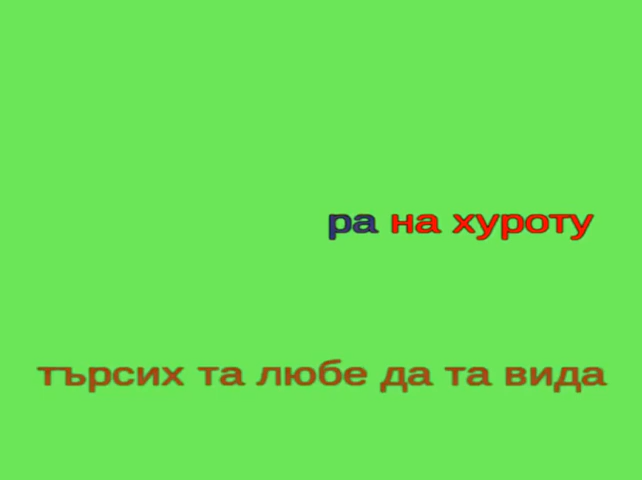 ра на хуроту
търсих та любе да та вида